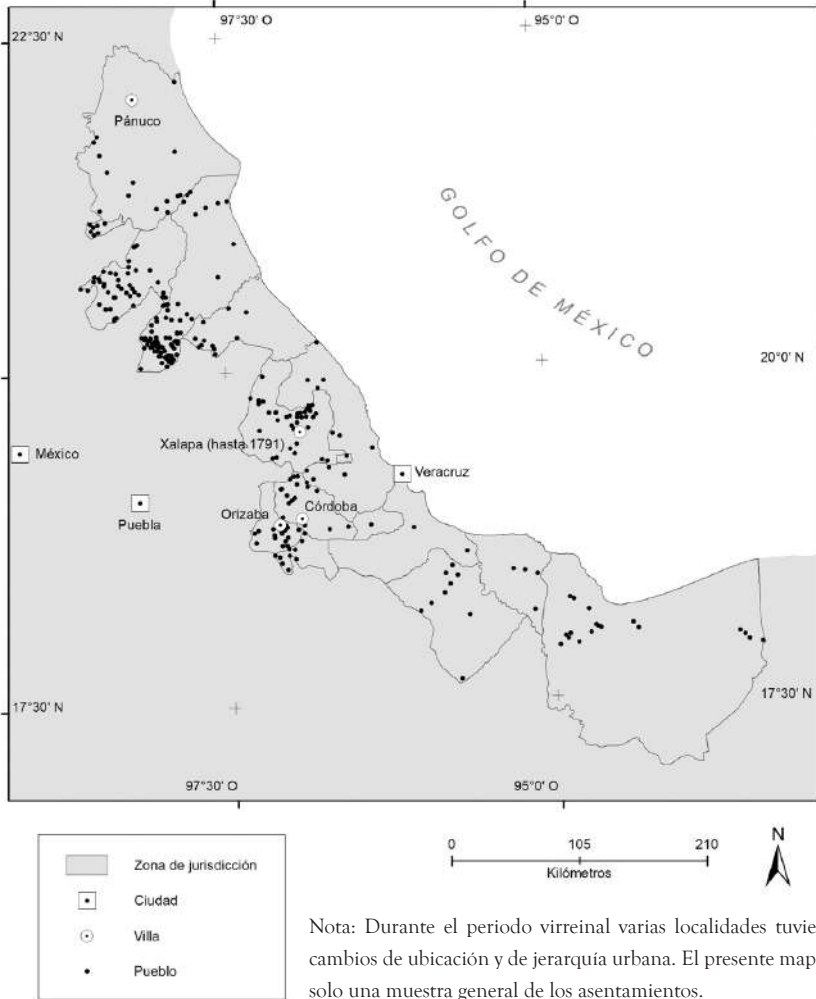 97°30' O
95°0' O
22°30' N
Pánuco
GOLFO DE MÉXICO
20°0' N
Xalapa (hasta 1791)
México
Veracruz
Puebla
Orizaba
Córdoba
17°30' N
17°30' N
97°30' O
95°0' O
0 105 210
Kilómetros
N
Zona de jurisdicción
Ciudad
Villa
Pueblo
Nota: Durante el periodo virreinal varias localidades tuvie
cambios de ubicación y de jerarquía urbana. El presente map
solo una muestra general de los asentamientos.